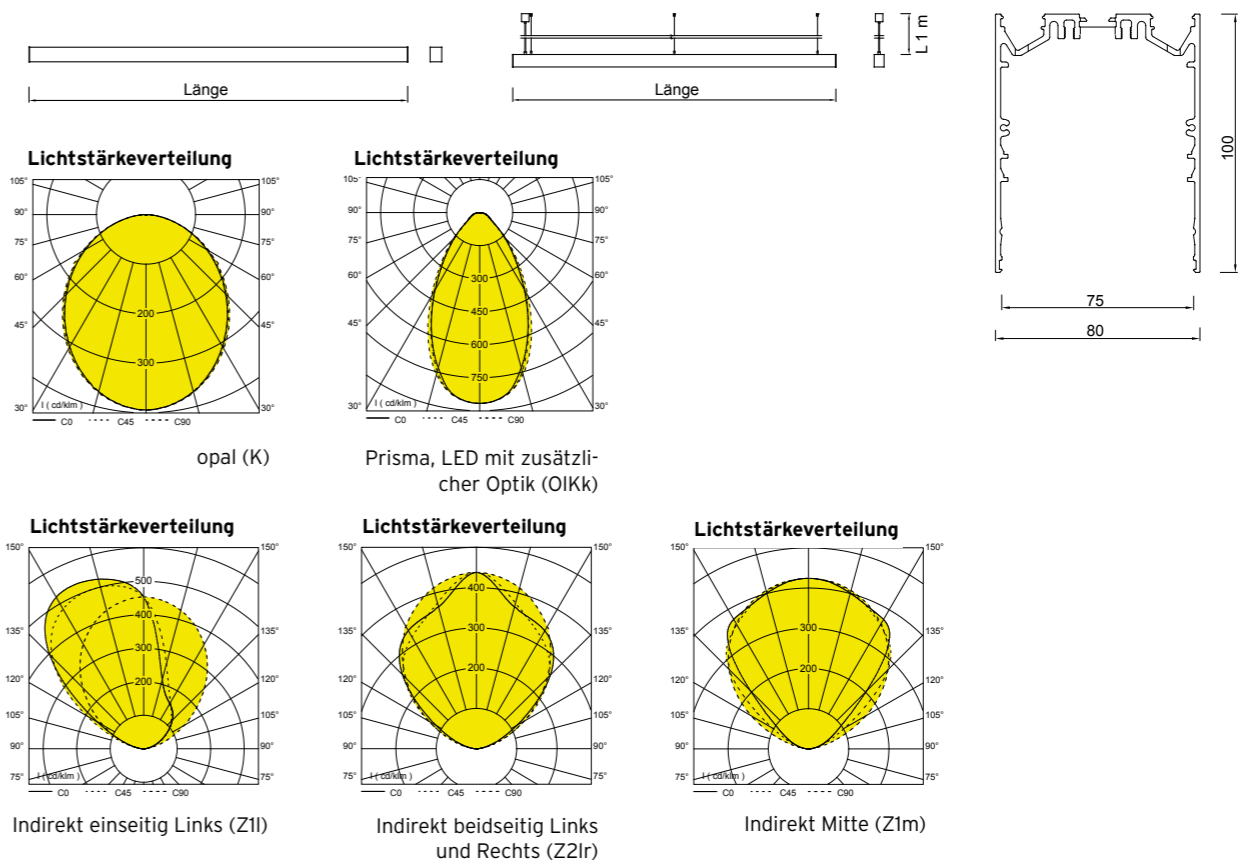 Länge
Länge
L 1 m
100
75
80
Lichtstärkeverteilung
105° 105°
90° 90°
75° 75°
60° 60°
45° 45°
30° 30°
200
300
I ( cd/klm )
C0 C45 C90
opal (K)
Lichtstärkeverteilung
105° 105°
90° 90°
75° 75°
60° 60°
45° 45°
30° 30°
300
450
600
750
I ( cd/klm )
C0 C45 C90
Prisma, LED mit zusätzli-
cher Optik (OlKk)
Lichtstärkeverteilung
150° 150°
135° 135°
120° 120°
105° 105°
90° 90°
75° 75°
500
400
300
200
I ( cd/klm )
C0 C45 C90
Indirekt einseitig Links (Z1l)
Lichtstärkeverteilung
150° 150°
135° 135°
120° 120°
105° 105°
90° 90°
75° 75°
400
300
200
I ( cd/klm )
C0 C45 C90
Indirekt beidseitig Links
und Rechts (Z2lr)
Lichtstärkeverteilung
150° 150°
135° 135°
120° 120°
105° 105°
90° 90°
75° 75°
300
200
I ( cd/klm )
C0 C45 C90
Indirekt Mitte (Z1m)